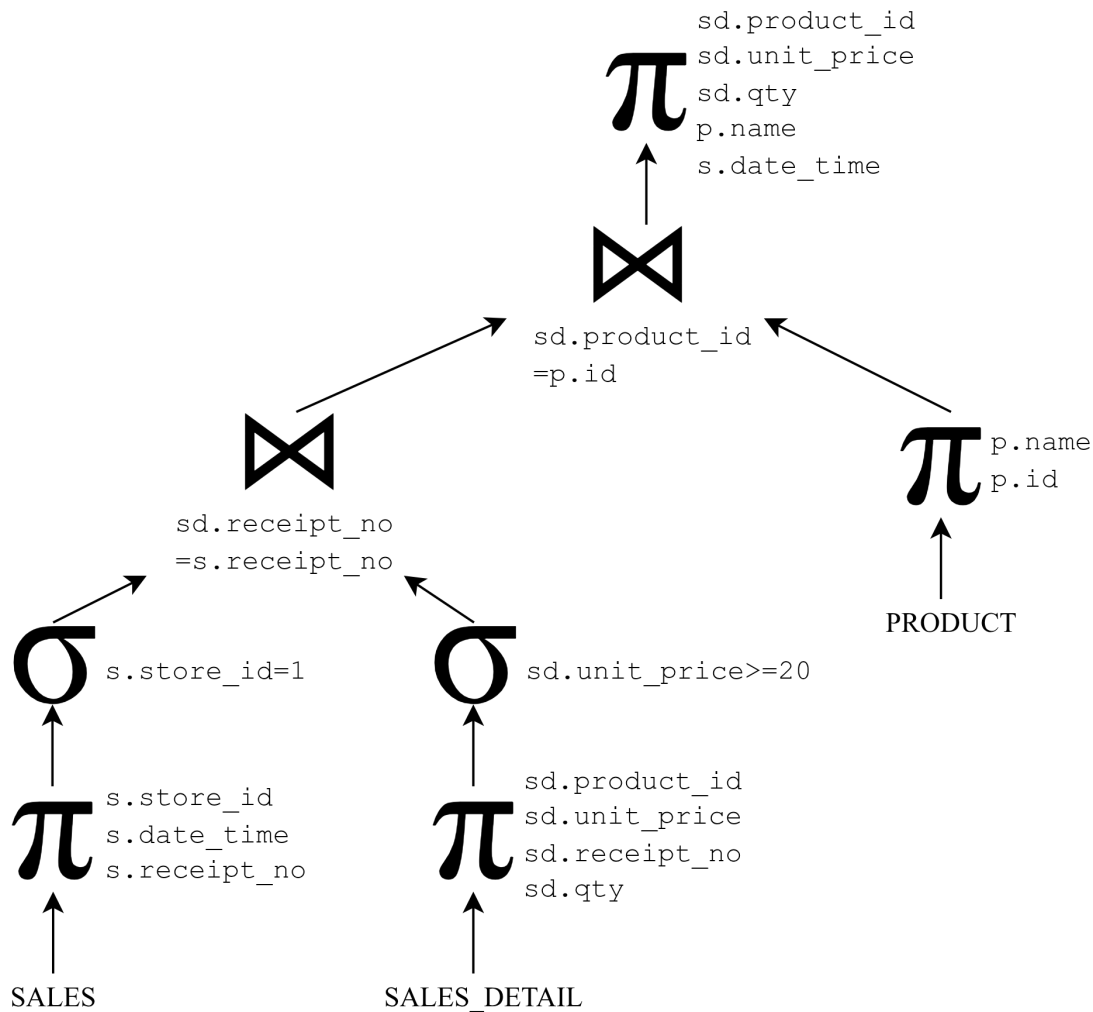 π sd.product_id
sd.unit_price
sd.qty
p.name
s.date_time
⋈
sd.product_id
=p.id
⋈
sd.receipt_no
=s.receipt_no
π p.name
p.id
PRODUCT
σ s.store_id=1
σ sd.unit_price>=20
π s.store_id
s.date_time
s.receipt_no
π sd.product_id
sd.unit_price
sd.receipt_no
sd.qty
SALES
SALES_DETAIL